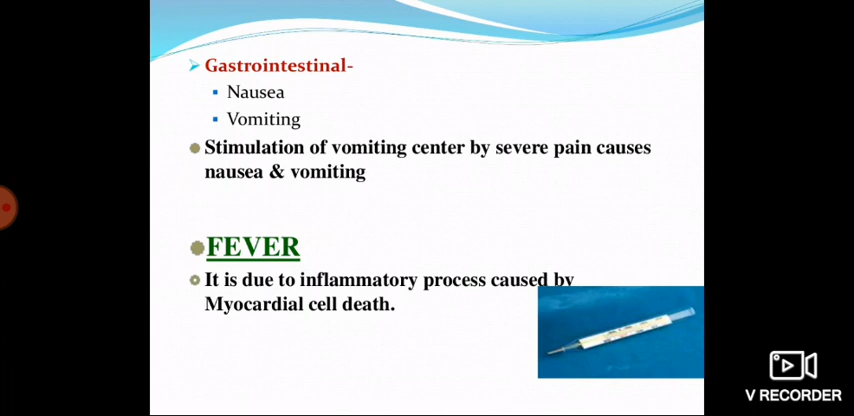 Gastrointestinal-
Nausea
Vomiting
Stimulation of vomiting center by severe pain causes
nausea & vomiting
FEVER
It is due to inflammatory process caused by
Myocardial cell death.
V RECORDER